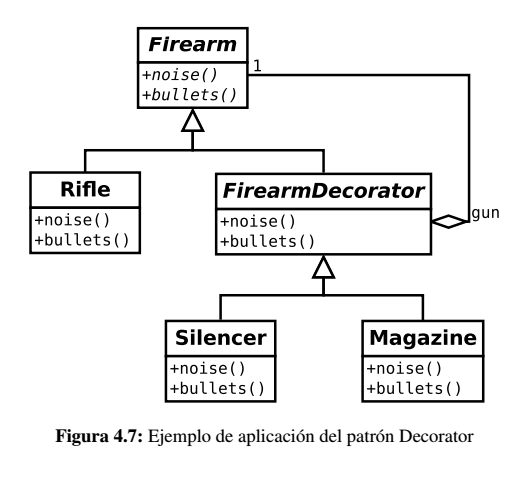 Firearm
+noise()
+bullets()
1
Rifle
+noise()
+bullets()
FirearmDecorator
+noise()
+bullets()
gun
Silencer
+noise()
+bullets()
Magazine
+noise()
+bullets()
Figura 4.7: Ejemplo de aplicación del patrón Decorator